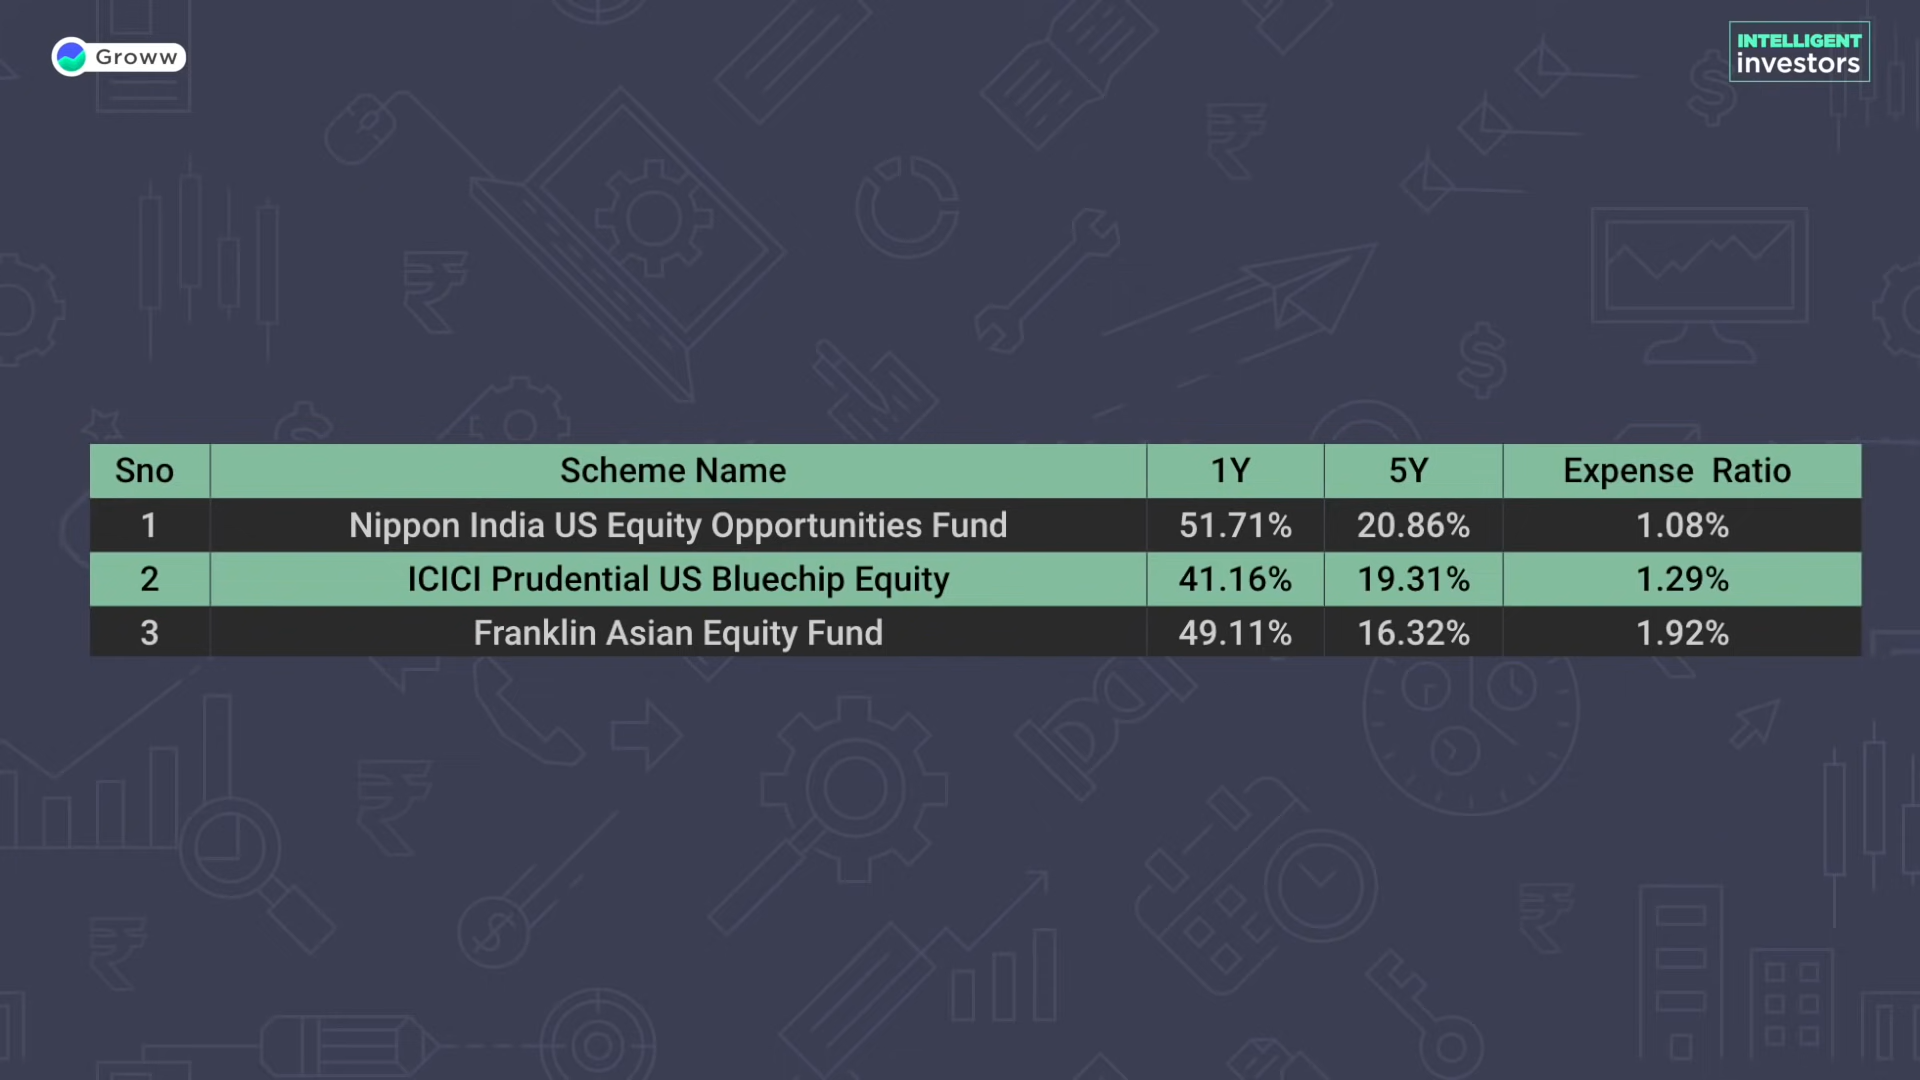 Groww
INTELLIGENT
investors
Sno Scheme Name 1Y 5Y Expense Ratio
1 Nippon India US Equity Opportunities Fund 51.71% 20.86% 1.08%
2 ICICI Prudential US Bluechip Equity 41.16% 19.31% 1.29%
3 Franklin Asian Equity Fund 49.11% 16.32% 1.92%